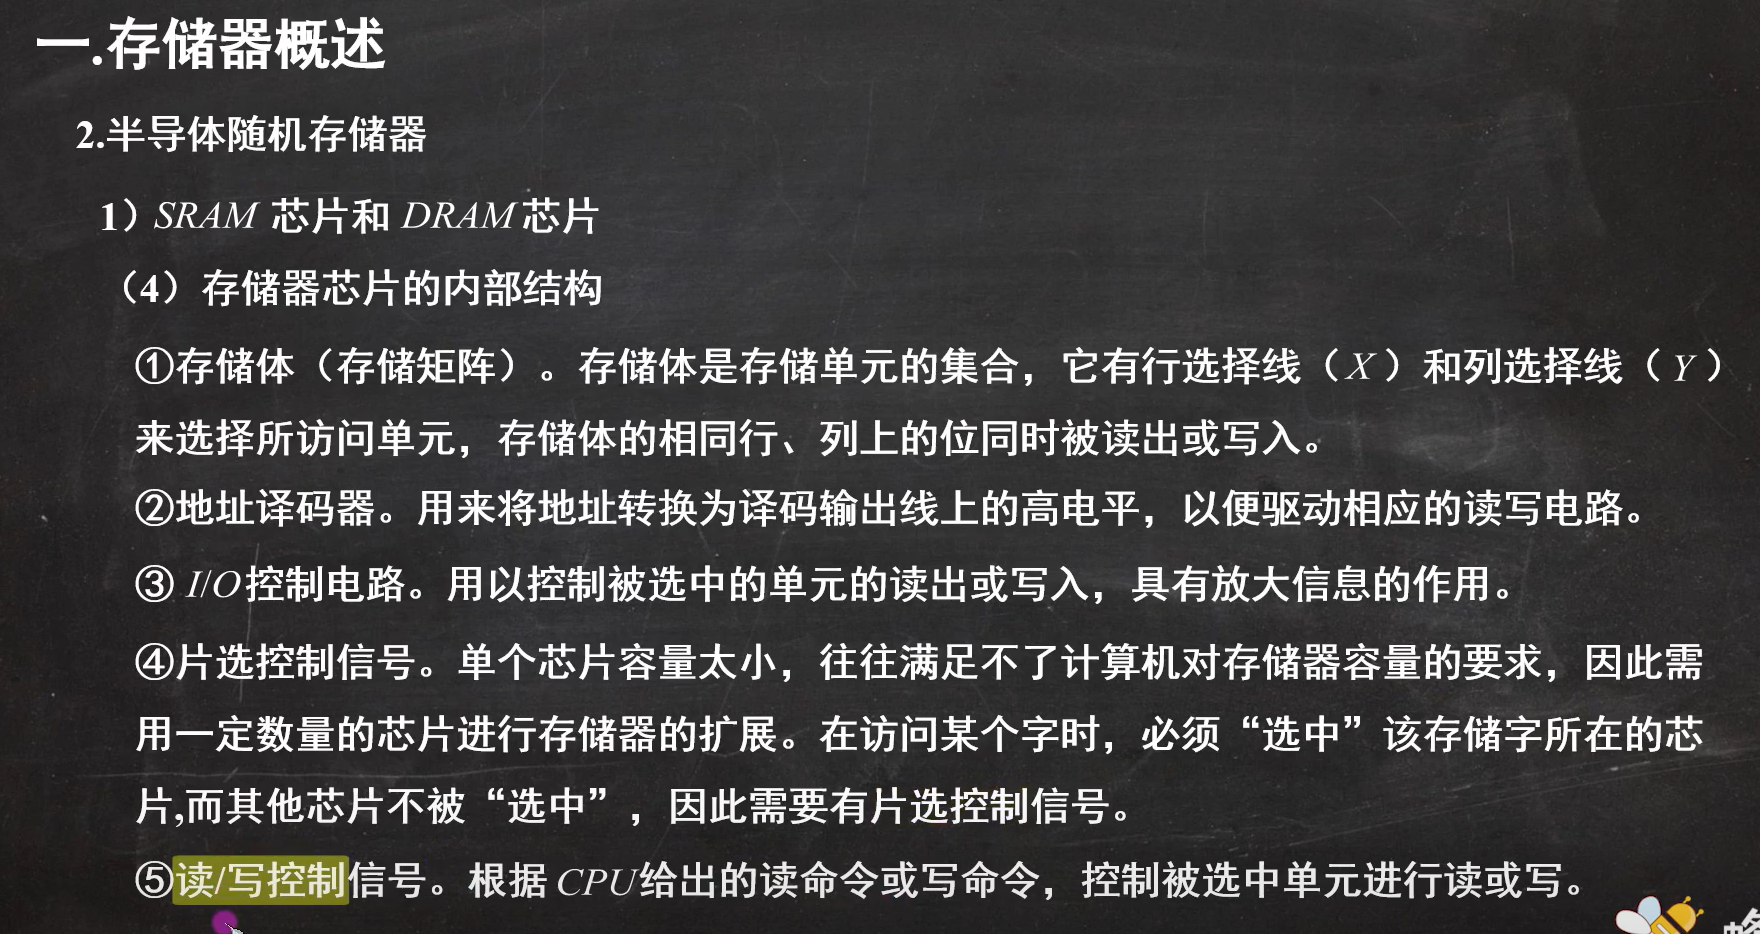 一.存储器概述
2.半导体随机存储器
1）SRAM 芯片和 DRAM 芯片
（4）存储器芯片的内部结构
①存储体（存储矩阵）。存储体是存储单元的集合，它有行选择线（X）和列选择线（Y）
来选择所访问单元，存储体的相同行、列上的位同时被读出或写入。
②地址译码器。用来将地址转换为译码输出线上的高电平，以便驱动相应的读写电路。
③ I/O控制电路。用以控制被选中的单元的读出或写入，具有放大信息的作用。
④片选控制信号。单个芯片容量太小，往往满足不了计算机对存储器容量的要求，因此需
用一定数量的芯片进行存储器的扩展。在访问某个字时，必须“选中”该存储字所在的芯
片,而其他芯片不被“选中”，因此需要有片选控制信号。
⑤读/写控制信号。根据 CPU给出的读命令或写命令，控制被选中单元进行读或写。